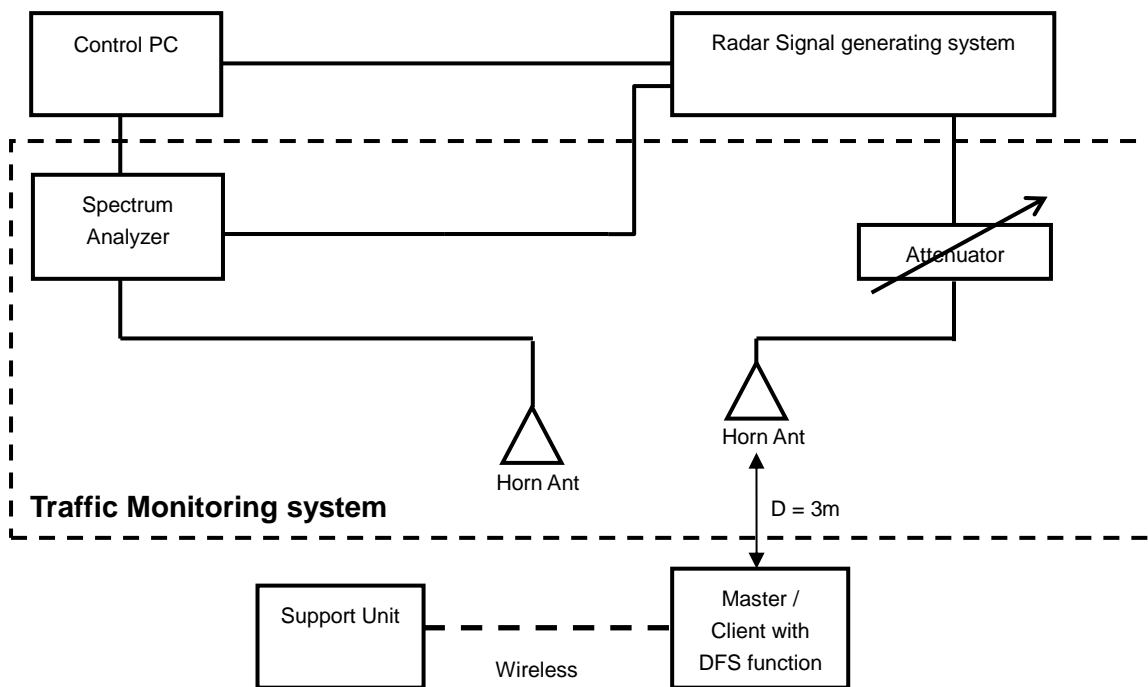 Control PC
Radar Signal generating system
Spectrum
Analyzer
Attenuator
Horn Ant
Horn Ant
Traffic Monitoring system
D = 3m
Support Unit
Wireless
Master /
Client with
DFS function